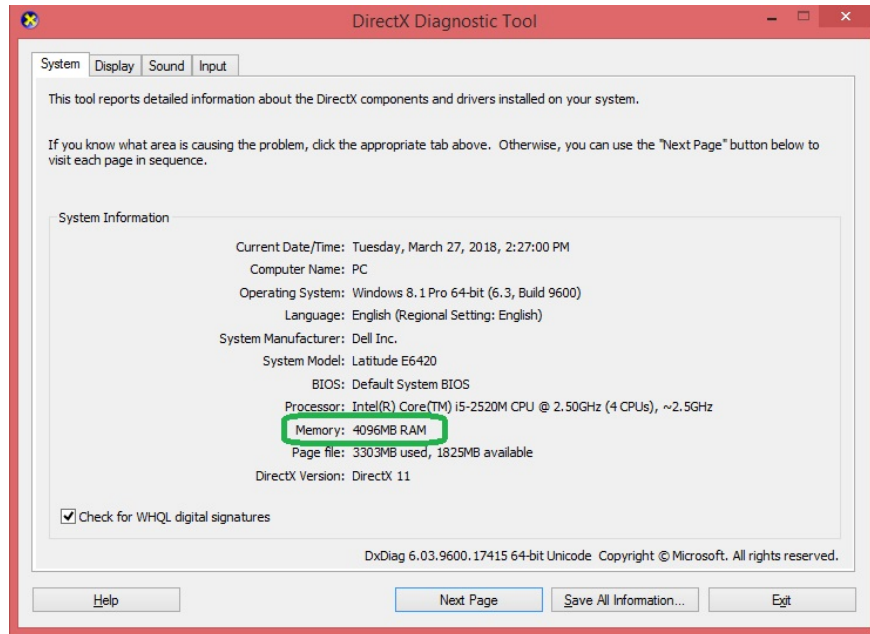 DirectX Diagnostic Tool
System Display Sound Input
This tool reports detailed information about the DirectX components and drivers installed on your system.
If you know what area is causing the problem, click the appropriate tab above. Otherwise, you can use the "Next Page" button below to
visit each page in sequence.
System Information
Current Date/Time: Tuesday, March 27, 2018, 2:27:00 PM
Computer Name: PC
Operating System: Windows 8.1 Pro 64-bit (6.3, Build 9600)
Language: English (Regional Setting: English)
System Manufacturer: Dell Inc.
System Model: Latitude E6420
BIOS: Default System BIOS
Processor: Intel(R) Core(TM) i5-2520M CPU @ 2.50GHz (4 CPUs), ~2.5GHz
Memory: 4096MB RAM
Page file: 3303MB used, 1825MB available
DirectX Version: DirectX 11
Check for WHQL digital signatures
DxDiag 6.03.9600.17415 64-bit Unicode Copyright © Microsoft. All rights reserved.
Help Next Page Save All Information... Exit